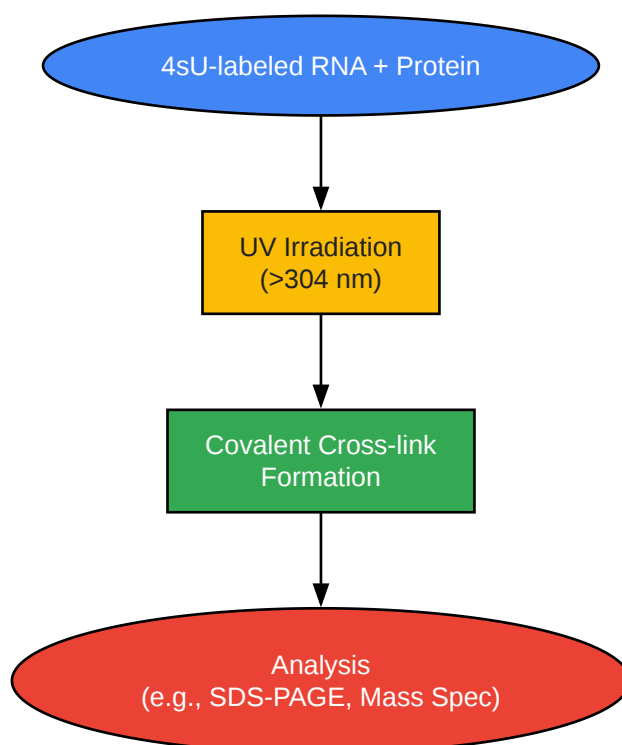 4sU-labeled RNA + Protein
UV Irradiation
(>304 nm)
Covalent Cross-link
Formation
Analysis
(e.g., SDS-PAGE, Mass Spec)